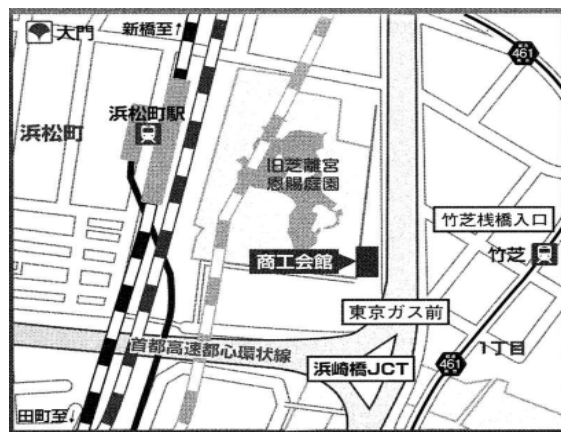 大門
新橋至↑
461
浜松町駅
浜松町
旧芝離宮
恩賜庭園
竹芝桟橋入口
竹芝
商工会館
東京ガス前
首都高速都心環状線
浜崎橋JCT
1丁目
461
田町至↓